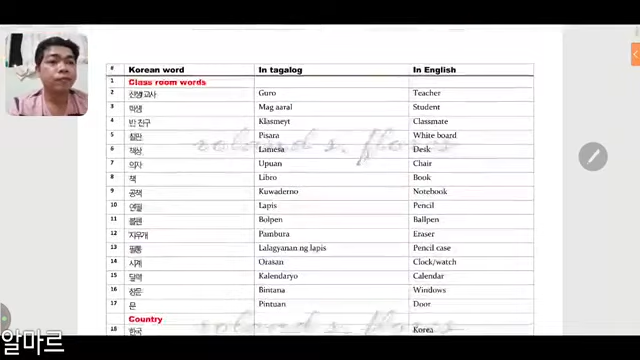 # Korean word In tagalog In English
1 Class room words
2 선생/교사 Guro Teacher
3 학생 Mag aaral Student
4 반 친구 Klasmeyt Classmate
5 칠판 Pisara White board
6 책상 Lamesa Desk
7 의자 Upuan Chair
8 책 Libro Book
9 공책 Kuwaderno Notebook
10 연필 Lapis Pencil
11 볼펜 Bolpen Ballpen
12 지우개 Pambura Eraser
13 필통 Lalagyanan ng lapis Pencil case
14 시계 Orasan Clock/watch
15 달력 Kalendaryo Calendar
16 창문 Bintana Windows
17 문 Pintuan Door
Country
18 한국 Korea
roland s. flores
알마르